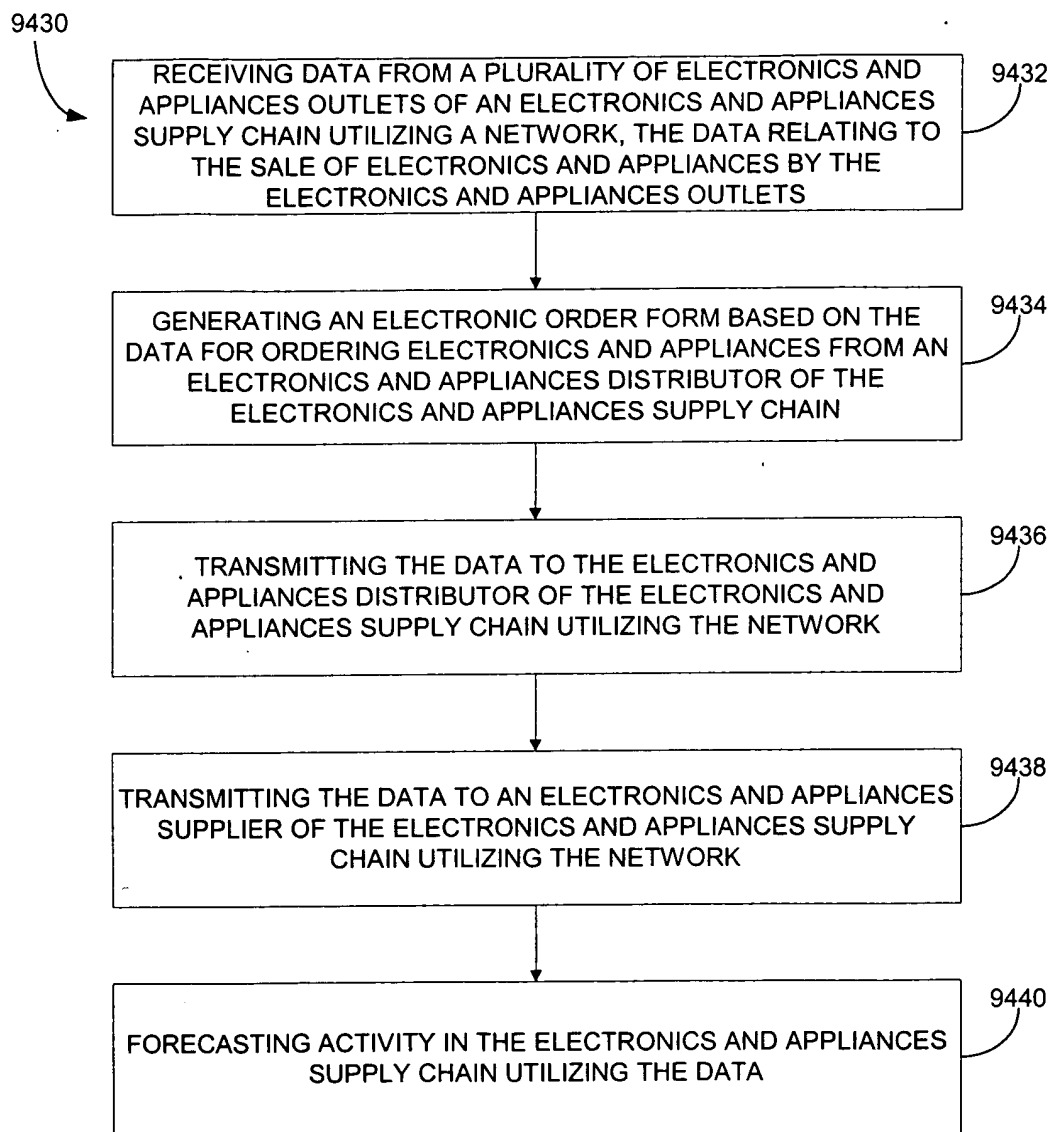 9430
RECEIVING DATA FROM A PLURALITY OF ELECTRONICS AND
APPLIANCES OUTLETS OF AN ELECTRONICS AND APPLIANCES
SUPPLY CHAIN UTILIZING A NETWORK, THE DATA RELATING TO
THE SALE OF ELECTRONICS AND APPLIANCES BY THE
ELECTRONICS AND APPLIANCES OUTLETS
9432
GENERATING AN ELECTRONIC ORDER FORM BASED ON THE
DATA FOR ORDERING ELECTRONICS AND APPLIANCES FROM AN
ELECTRONICS AND APPLIANCES DISTRIBUTOR OF THE
ELECTRONICS AND APPLIANCES SUPPLY CHAIN
9434
TRANSMITTING THE DATA TO THE ELECTRONICS AND
APPLIANCES DISTRIBUTOR OF THE ELECTRONICS AND
APPLIANCES SUPPLY CHAIN UTILIZING THE NETWORK
9436
TRANSMITTING THE DATA TO AN ELECTRONICS AND APPLIANCES
SUPPLIER OF THE ELECTRONICS AND APPLIANCES SUPPLY
CHAIN UTILIZING THE NETWORK
9438
FORECASTING ACTIVITY IN THE ELECTRONICS AND APPLIANCES
SUPPLY CHAIN UTILIZING THE DATA
9440